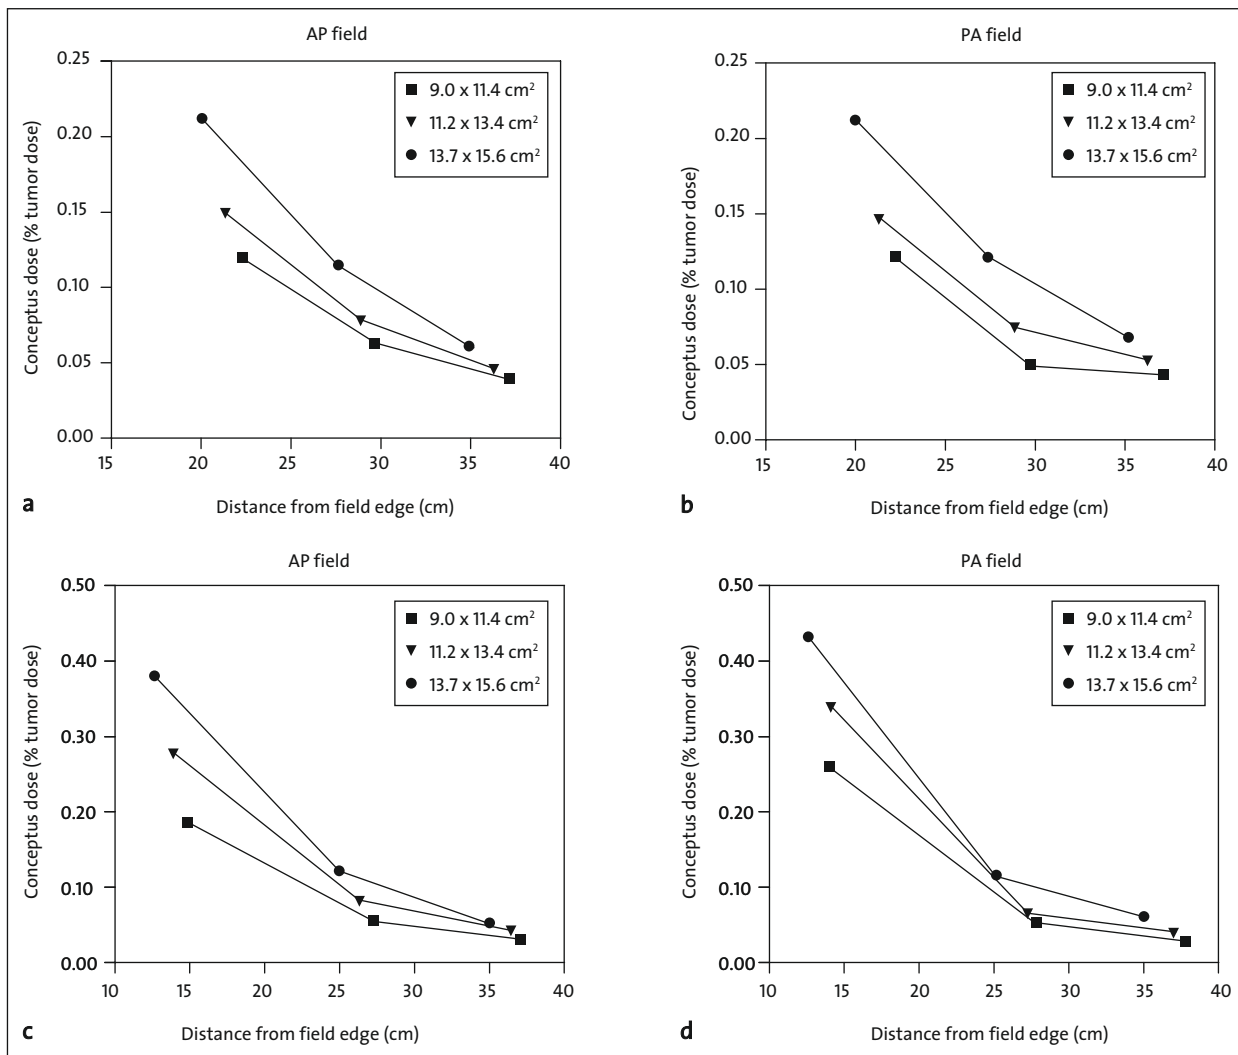 AP field
0.25
0.20
0.15
0.10
0.05
0.00
Conceptus dose (% tumor dose)
9.0 x 11.4 cm²
11.2 x 13.4 cm²
13.7 x 15.6 cm²
15 20 25 30 35 40
a
Distance from field edge (cm)
PA field
0.25
0.20
0.15
0.10
0.05
0.00
Conceptus dose (% tumor dose)
9.0 x 11.4 cm²
11.2 x 13.4 cm²
13.7 x 15.6 cm²
15 20 25 30 35 40
b
Distance from field edge (cm)
AP field
0.50
0.40
0.30
0.20
0.10
0.00
Conceptus dose (% tumor dose)
9.0 x 11.4 cm²
11.2 x 13.4 cm²
13.7 x 15.6 cm²
10 15 20 25 30 35 40
c
Distance from field edge (cm)
PA field
0.50
0.40
0.30
0.20
0.10
0.00
Conceptus dose (% tumor dose)
9.0 x 11.4 cm²
11.2 x 13.4 cm²
13.7 x 15.6 cm²
10 15 20 25 30 35 40
d
Distance from field edge (cm)